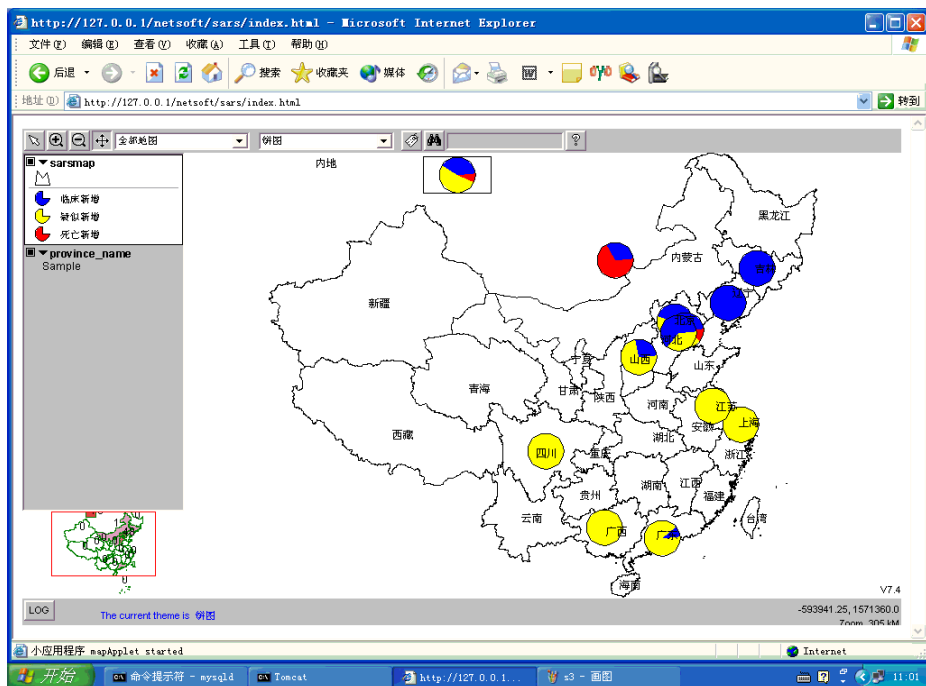 http://127.0.0.1/netsoft/sars/index.html - Microsoft Internet Explorer
文件(F) 编辑(E) 查看(V) 收藏(A) 工具(T) 帮助(H)
后退 搜索 收藏夹 媒体
地址(D) http://127.0.0.1/netsoft/sars/index.html 转到
全部地图 饼图
sarsmap
临床新增
疑似新增
死亡新增
province_name
Sample
内地
黑龙江
内蒙古
吉林
新疆
辽宁
北京
河北
宁夏
山西
山东
青海
甘肃
陕西
河南
江苏
西藏
安徽
上海
湖北
四川
重庆
浙江
贵州
湖南
江西
福建
云南
广西
广东
台湾
海南
V7.4
LOG
The current theme is 饼图
-593941.25, 1571360.0
Zoom 305 kM
小应用程序 mapApplet started
Internet
开始
命令提示符 - mysqld
Tomcat
http://127.0.0.1...
s3 - 画图
11:01